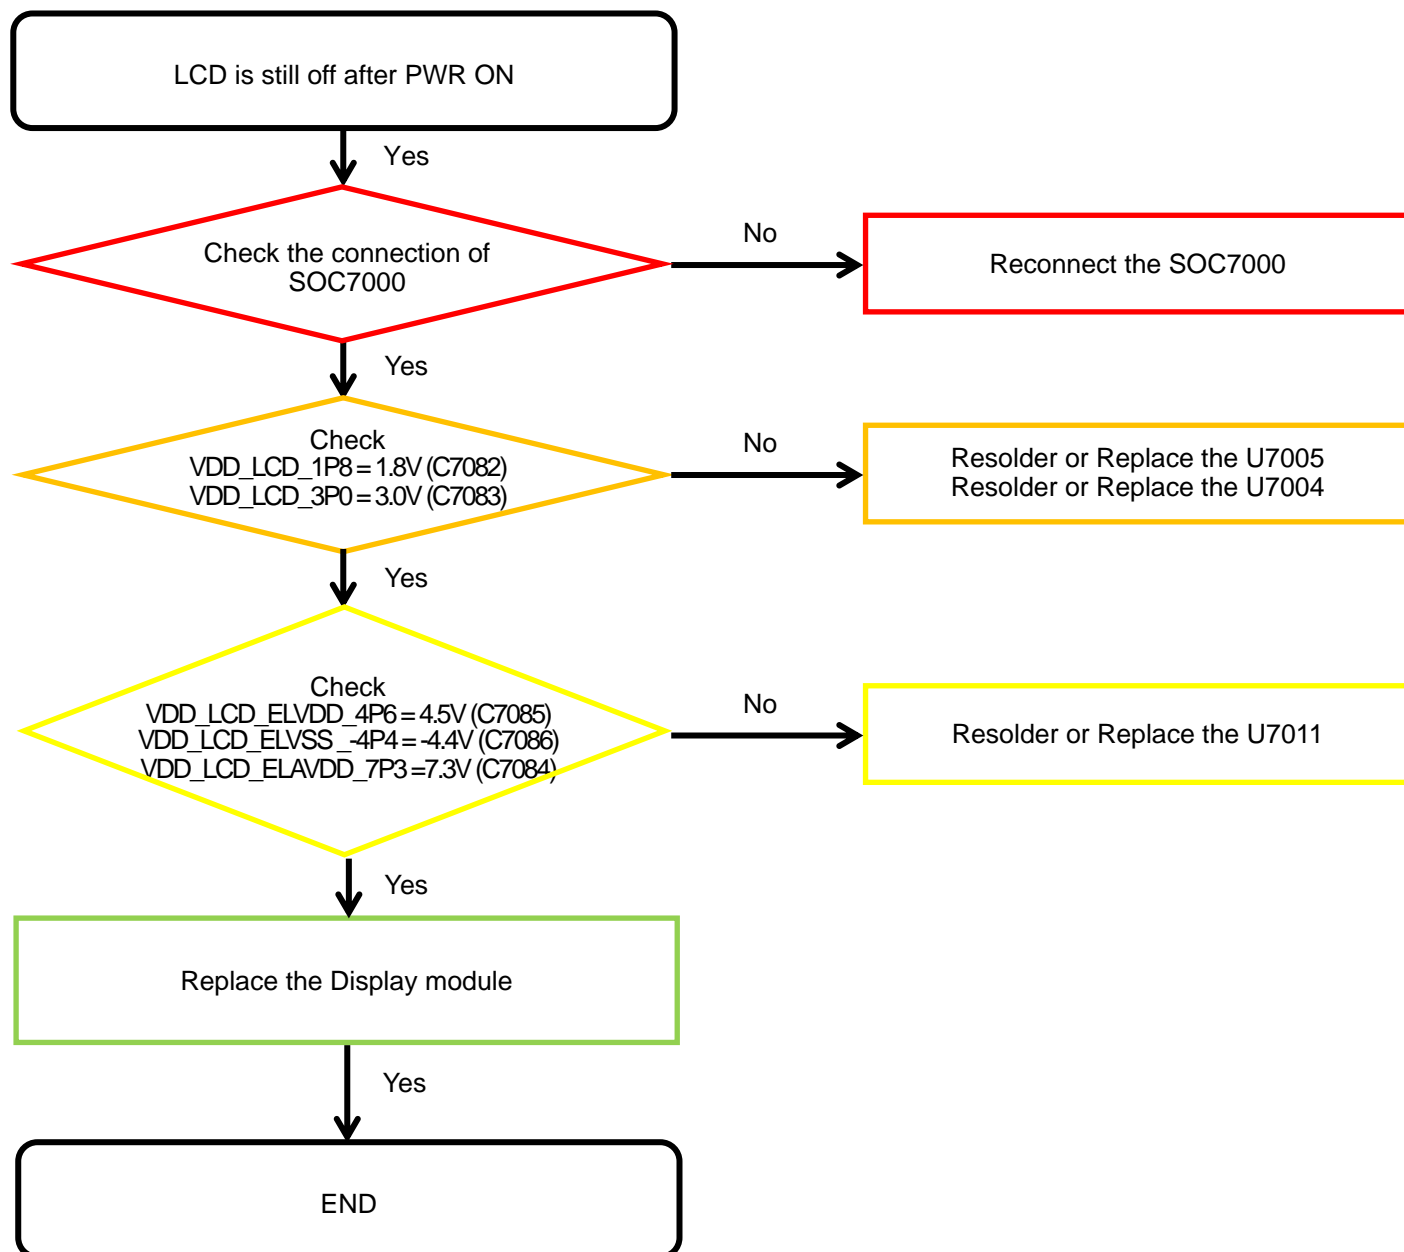 LCD is still off after PWR ON
Yes
Check the connection of
SOC7000
No
Reconnect the SOC7000
Yes
Check
VDD_LCD_1P8 = 1.8V (C7082)
VDD_LCD_3P0 = 3.0V (C7083)
No
Resolder or Replace the U7005
Resolder or Replace the U7004
Yes
Check
VDD_LCD_ELVDD_4P6 = 4.5V (C7085)
VDD_LCD_ELVSS _-4P4 = -4.4V (C7086)
VDD_LCD_ELAVDD_7P3 =7.3V (C7084)
No
Resolder or Replace the U7011
Yes
Replace the Display module
Yes
END